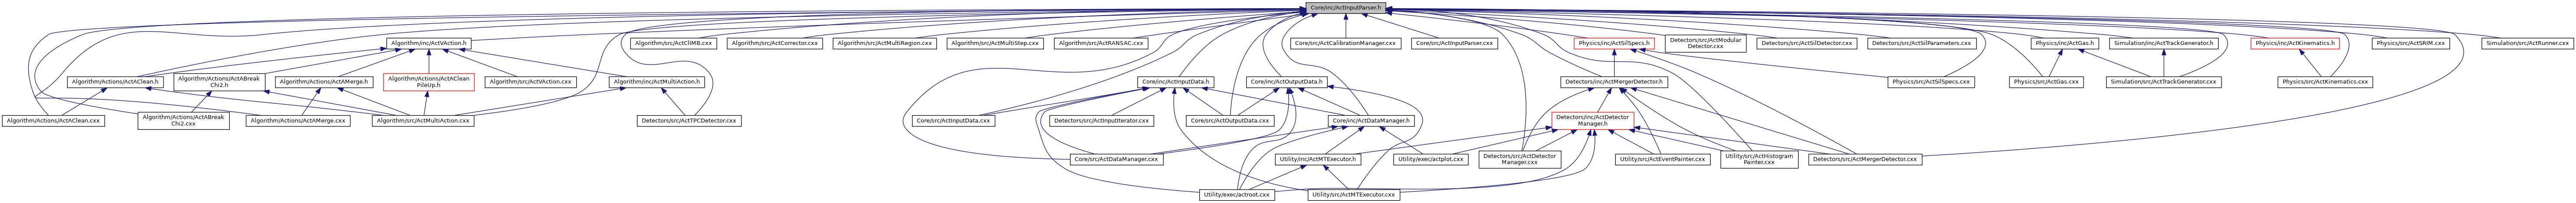 Core/inc/ActInputParser.h
Algorithm/inc/ActVAction.h
Algorithm/src/ActCliMB.cxx
Algorithm/src/ActCorrector.cxx
Algorithm/src/ActMultiRegion.cxx
Algorithm/src/ActMultiStep.cxx
Algorithm/src/ActRANSAC.cxx
Core/src/ActCalibrationManager.cxx
Core/src/ActInputParser.cxx
Physics/inc/ActSilSpecs.h
Detectors/src/ActModular
Detector.cxx
Detectors/src/ActSilDetector.cxx
Detectors/src/ActSilParameters.cxx
Physics/inc/ActGas.h
Simulation/inc/ActTrackGenerator.h
Physics/inc/ActKinematics.h
Physics/src/ActSRIM.cxx
Simulation/src/ActRunner.cxx
Algorithm/Actions/ActAClean.h
Algorithm/Actions/ActABreak
Chi2.h
Algorithm/Actions/ActAMerge.h
Algorithm/Actions/ActAClean
PileUp.h
Algorithm/src/ActVAction.cxx
Algorithm/inc/ActMultiAction.h
Core/inc/ActInputData.h
Core/inc/ActOutputData.h
Detectors/inc/ActMergerDetector.h
Physics/src/ActSilSpecs.cxx
Physics/src/ActGas.cxx
Simulation/src/ActTrackGenerator.cxx
Physics/src/ActKinematics.cxx
Algorithm/Actions/ActAClean.cxx
Algorithm/Actions/ActABreak
Chi2.cxx
Algorithm/Actions/ActAMerge.cxx
Algorithm/src/ActMultiAction.cxx
Detectors/src/ActTPCDetector.cxx
Core/src/ActInputData.cxx
Detectors/src/ActInputIterator.cxx
Core/src/ActOutputData.cxx
Core/inc/ActDataManager.h
Detectors/inc/ActDetector
Manager.h
Core/src/ActDataManager.cxx
Utility/inc/ActMTExecutor.h
Utility/exec/actplot.cxx
Detectors/src/ActDetector
Manager.cxx
Utility/src/ActEventPainter.cxx
Utility/src/ActHistogram
Painter.cxx
Detectors/src/ActMergerDetector.cxx
Utility/exec/actroot.cxx
Utility/src/ActMTExecutor.cxx